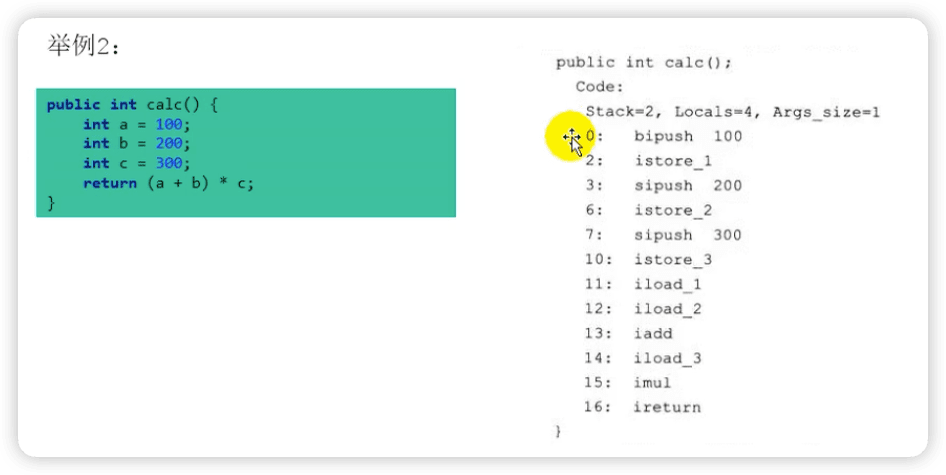 举例2：
public int calc() {
    int a = 100;
    int b = 200;
    int c = 300;
    return (a + b) * c;
}
public int calc();
  Code:
   Stack=2, Locals=4, Args_size=1
   0:   bipush  100
   2:   istore_1
   3:   sipush  200
   6:   istore_2
   7:   sipush  300
   10:  istore_3
   11:  iload_1
   12:  iload_2
   13:  iadd
   14:  iload_3
   15:  imul
   16:  ireturn
}